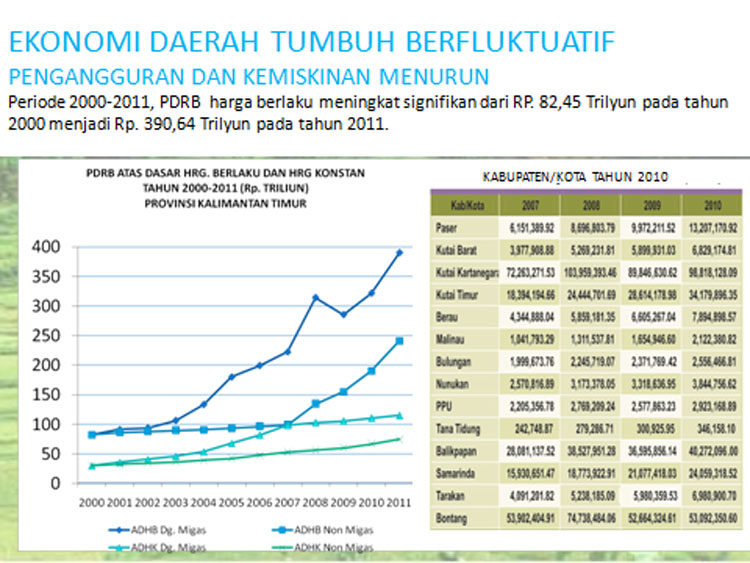 EKONOMI DAERAH TUMBUH BERFLUKTUATIF
PENGANGGURAN DAN KEMISKINAN MENURUN
Periode 2000-2011, PDRB harga berlaku meningkat signifikan dari RP. 82,45 Trilyun pada tahun
2000 menjadi Rp. 390,64 Trilyun pada tahun 2011.
PDRB ATAS DASAR HRG. BERLAKU DAN HRG KONSTAN
TAHUN 2000-2011 (Rp. TRILIUN)
PROVINSI KALIMANTAN TIMUR
400
350
300
250
200
150
100
50
0
2000 2001 2002 2003 2004 2005 2006 2007 2008 2009 2010 2011
ADHB Dg. Migas ADHB Non Migas
ADHK Dg. Migas ADHK Non Migas
KABUPATEN/KOTA TAHUN 2010
Kab/Kota 2007 2008 2009 2010
Paser 6,151,389.92 8,696,803.79 9,972,211.52 13,207,170.92
Kutai Barat 3,977,908.88 5,269,231.81 5,899,931.03 6,829,174.81
Kutai Kartanegara 72,263,271.53 103,959,393.46 89,846,630.62 98,818,128.09
Kutai Timur 18,394,194.66 24,444,701.69 28,614,178.98 34,179,896.35
Berau 4,344,888.04 5,859,181.35 6,605,267.04 7,894,898.57
Malinau 1,041,793.29 1,311,537.81 1,654,946.60 2,122,380.82
Bulungan 1,999,673.76 2,245,719.07 2,371,769.42 2,556,466.81
Nunukan 2,570,816.89 3,173,378.05 3,318,636.95 3,844,756.62
PPU 2,205,356.78 2,769,209.24 2,577,863.23 2,923,168.89
Tana Tidung 242,748.87 279,286.71 300,925.95 346,158.10
Balikpapan 28,081,137.52 38,527,951.28 36,595,856.14 40,272,096.00
Samarinda 15,930,651.47 18,773,922.91 21,077,418.03 24,059,318.52
Tarakan 4,091,201.82 5,238,185.09 5,980,359.53 6,980,900.70
Bontang 53,902,404.91 74,738,484.06 52,664,324.61 53,092,350.60